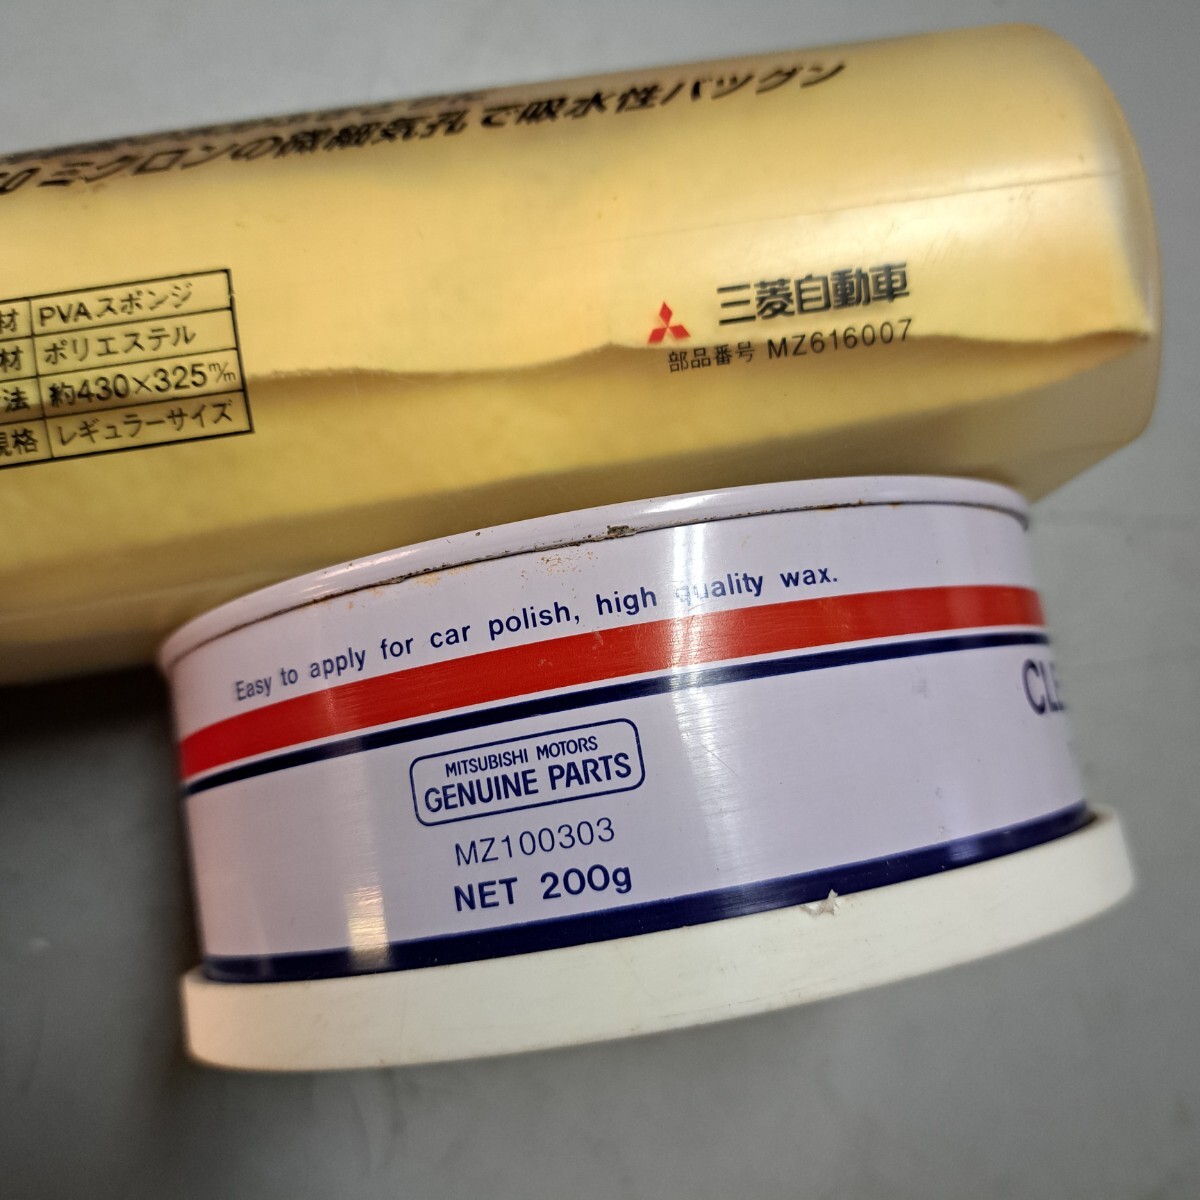 ミクロンの微細気孔で吸水性バツグン
材 PVAスポンジ
材 ポリエステル
法 約430×325m/m
規格 レギュラーサイズ
三菱自動車
部品番号 MZ616007
Easy to apply for car polish, high quality wax.
MITSUBISHI MOTORS
GENUINE PARTS
MZ100303
NET 200g